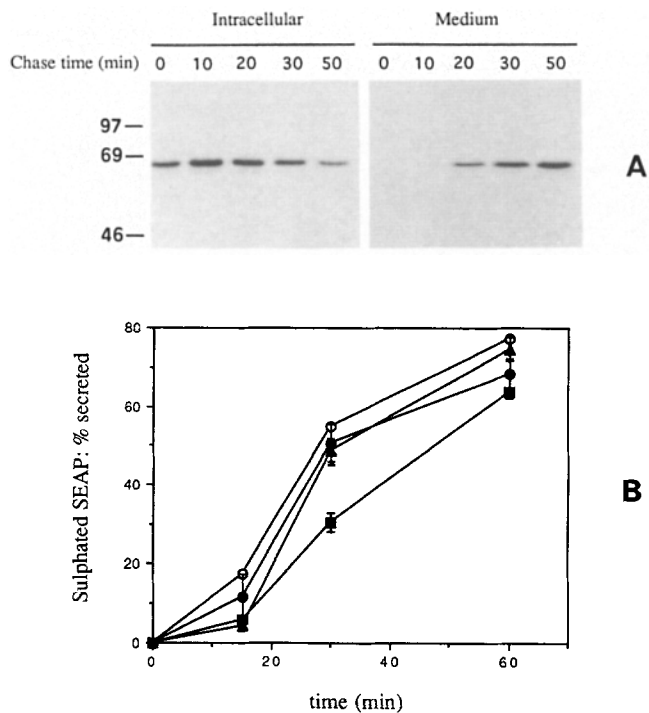 Intracellular Medium
Chase time (min) 0 10 20 30 50 0 10 20 30 50
97—
69—
46—
A
80
60
40
20
0
0 20 40 60
Sulphated SEAP: % secreted
time (min)
B